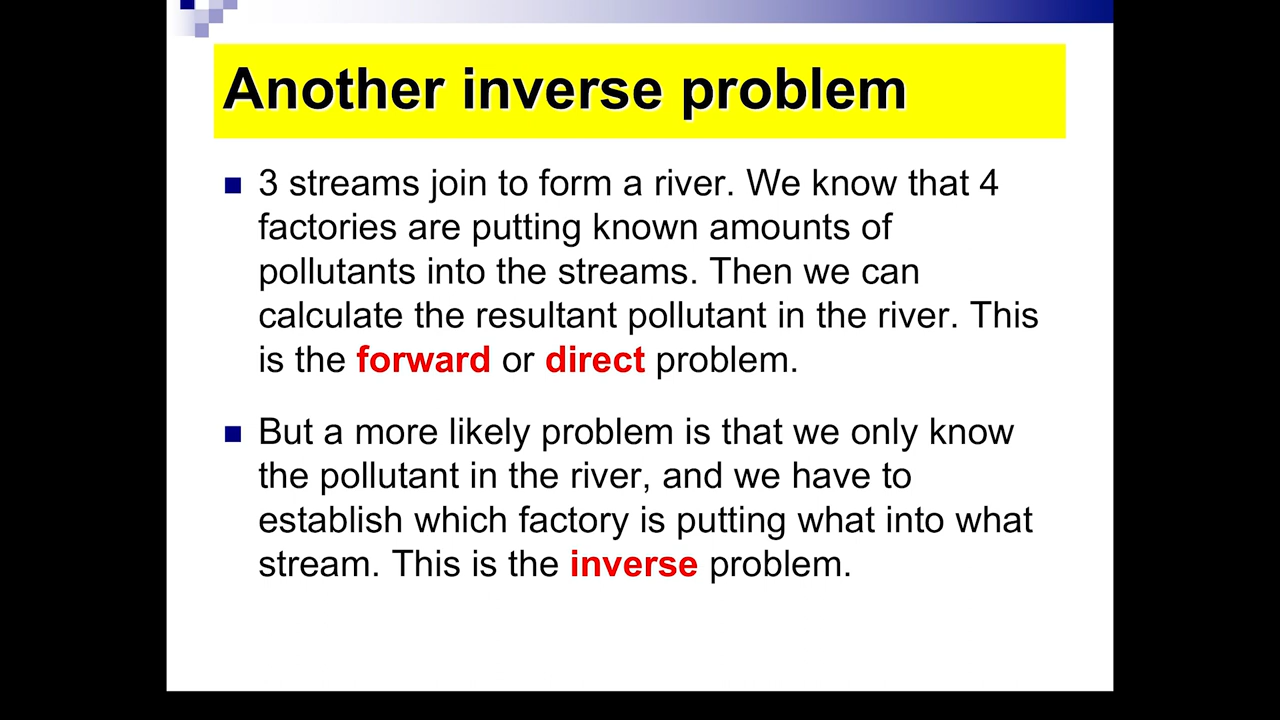 Another inverse problem
3 streams join to form a river. We know that 4
factories are putting known amounts of
pollutants into the streams. Then we can
calculate the resultant pollutant in the river. This
is the forward or direct problem.
But a more likely problem is that we only know
the pollutant in the river, and we have to
establish which factory is putting what into what
stream. This is the inverse problem.